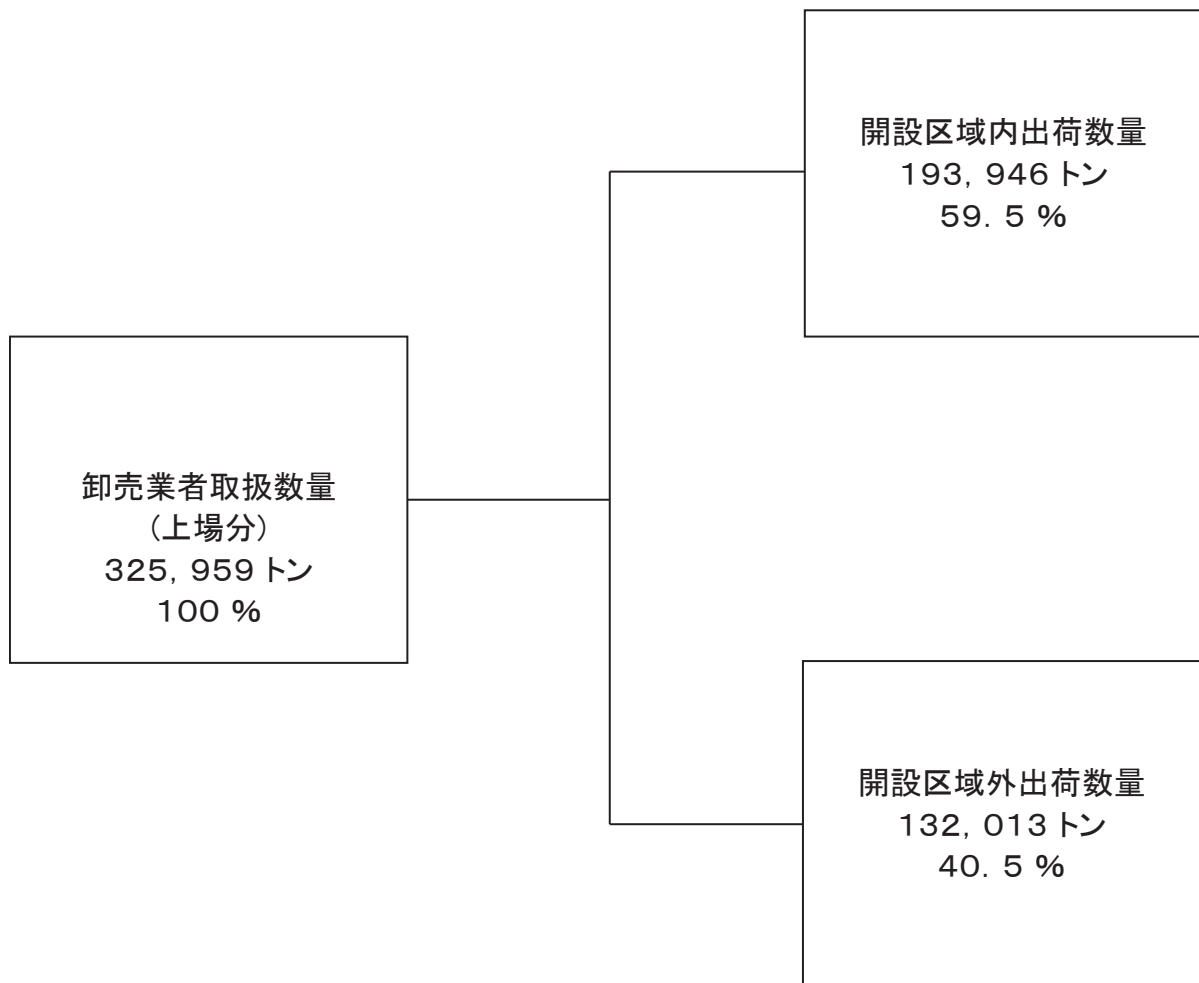 開設区域内出荷数量
193, 946 トン
59. 5 %
卸売業者取扱数量
(上場分)
325, 959 トン
100 %
開設区域外出荷数量
132, 013 トン
40. 5 %